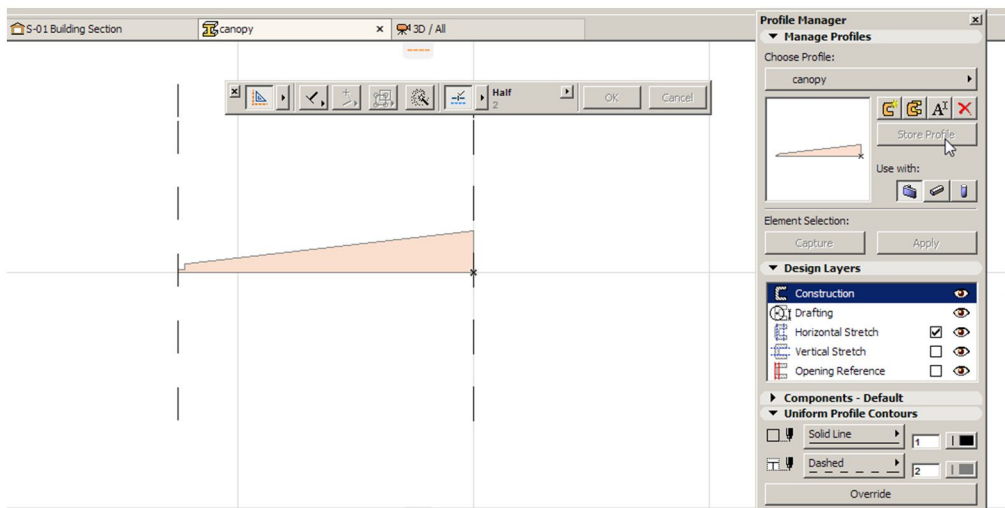 S-01 Building Section
canopy
3D / All
Half
2
OK
Cancel
Profile Manager
Manage Profiles
Choose Profile:
canopy
Store Profile
Use with:
Element Selection:
Capture
Apply
Design Layers
Construction
Drafting
Horizontal Stretch
Vertical Stretch
Opening Reference
Components - Default
Uniform Profile Contours
Solid Line
1
Dashed
2
Override